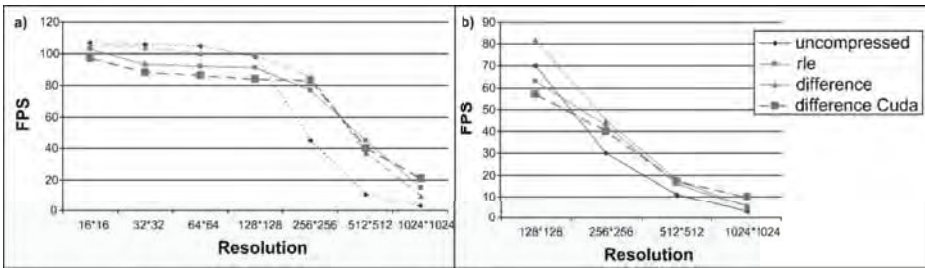 a)
120
100
80
60
40
20
0
FPS
16*16 32*32 64*64 128*128 256*256 512*512 1024*1024
Resolution
b)
90
80
70
60
50
40
30
20
10
0
FPS
128*128 256*256 512*512 1024*1024
Resolution
uncompressed
rle
difference
difference Cuda